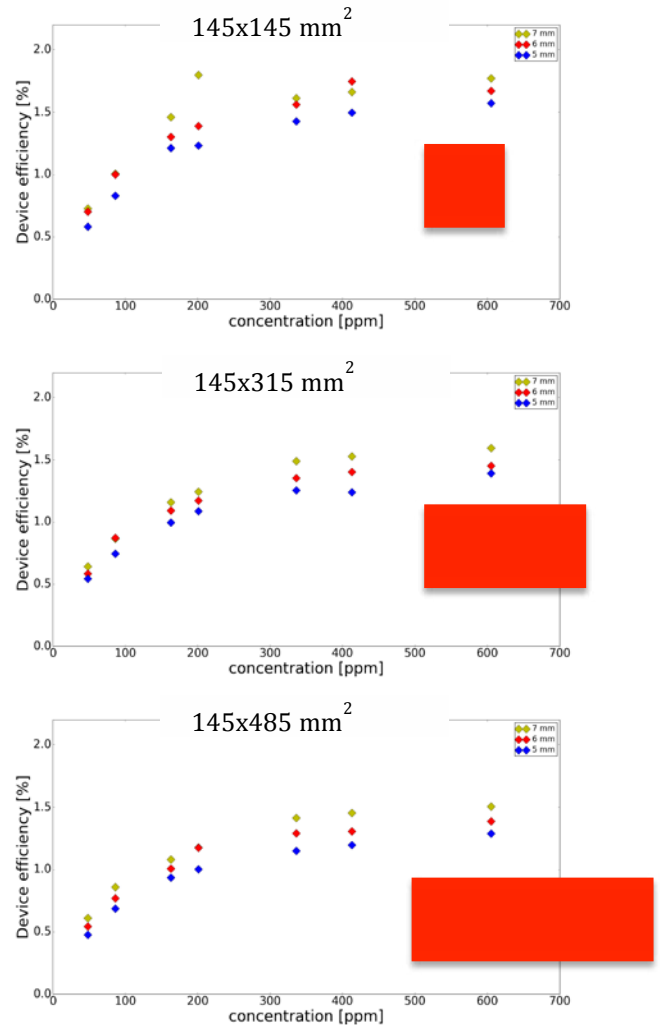 145x145 mm²
Device efficiency [%]
2.0
1.5
1.0
0.5
0.0
7 mm
6 mm
5 mm
0 100 200 300 400 500 600 700
concentration [ppm]
145x315 mm²
Device efficiency [%]
2.0
1.5
1.0
0.5
0.0
7 mm
6 mm
5 mm
0 100 200 300 400 500 600 700
concentration [ppm]
145x485 mm²
Device efficiency [%]
2.0
1.5
1.0
0.5
0.0
7 mm
6 mm
5 mm
0 100 200 300 400 500 600 700
concentration [ppm]